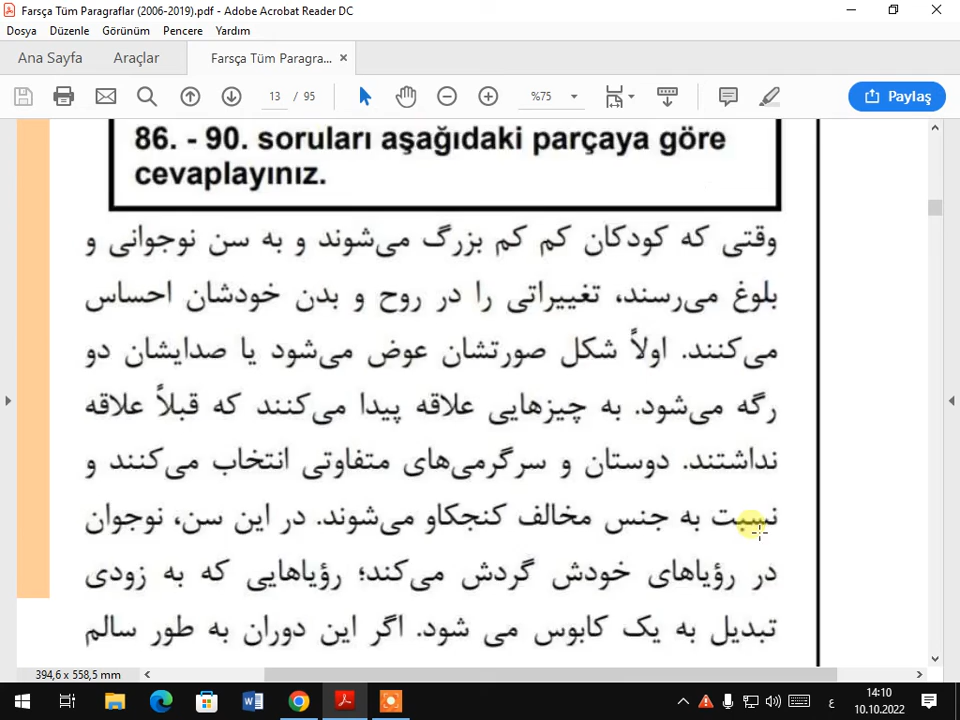 Farsça Tüm Paragraflar (2006-2019).pdf - Adobe Acrobat Reader DC
Dosya Düzenle Görünüm Pencere Yardım
Ana Sayfa Araçlar Farsça Tüm Paragra... ×
13 / 95 %75 Paylaş
86. - 90. soruları aşağıdaki parçaya göre
cevaplayınız.
وقتی که کودکان کم کم بزرگ می‌شوند و به سن نوجوانی و
بلوغ می‌رسند، تغییراتی را در روح و بدن خودشان احساس
می‌کنند. اولاً شکل صورتشان عوض می‌شود یا صدایشان دو
رگه می‌شود. به چیزهایی علاقه پیدا می‌کنند که قبلاً علاقه
نداشتند. دوستان و سرگرمی‌های متفاوتی انتخاب می‌کنند و
نسبت به جنس مخالف کنجکاو می‌شوند. در این سن، نوجوان
در رؤیاهای خودش گردش می‌کند؛ رؤیاهایی که به زودی
تبدیل به یک کابوس می شود. اگر این دوران به طور سالم
394,6 x 558,5 mm
ع 14:10
10.10.2022